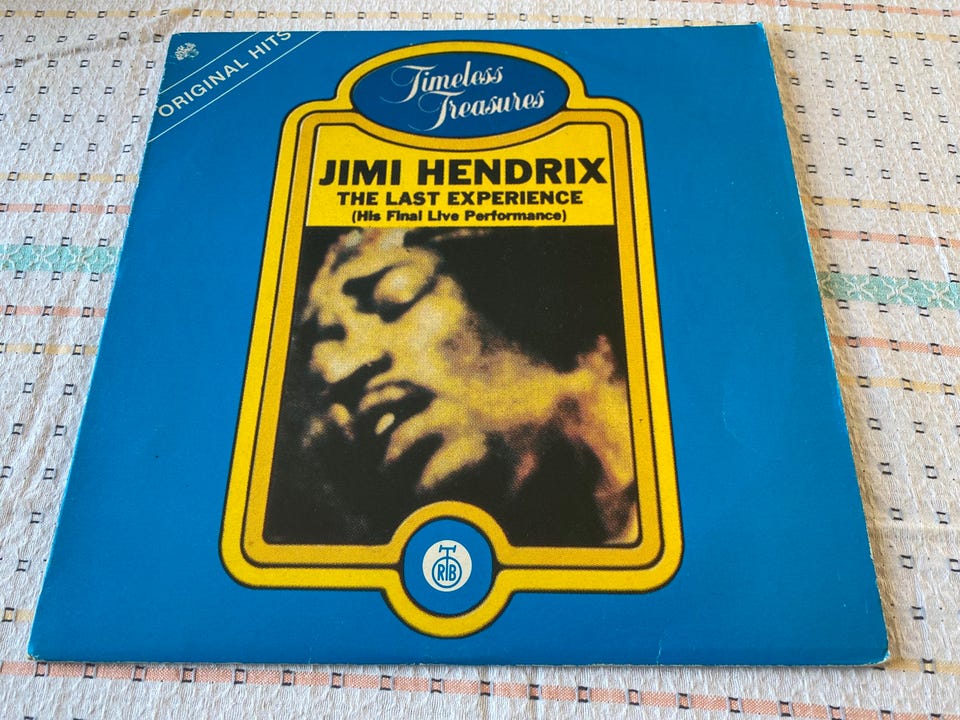 ORIGINAL HITS
Timeless
Treasures
JIMI HENDRIX
THE LAST EXPERIENCE
(His Final Live Performance)
RTB